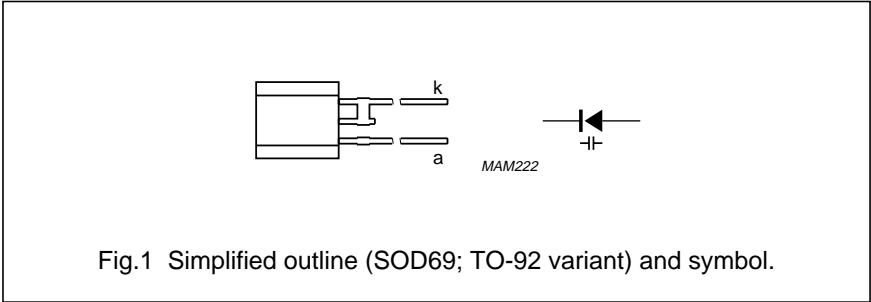 k
a
MAM222
Fig.1 Simplified outline (SOD69; TO-92 variant) and symbol.